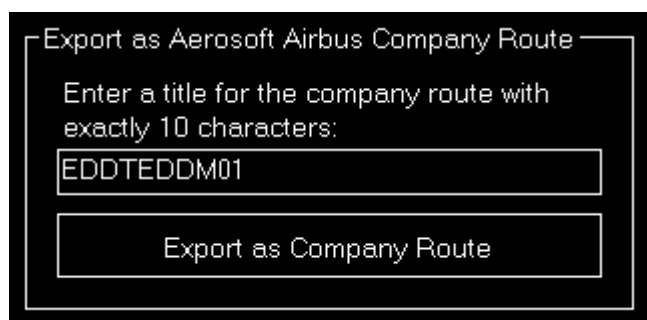 Export as Aerosoft Airbus Company Route
Enter a title for the company route with
exactly 10 characters:
EDDTEDDM01
Export as Company Route